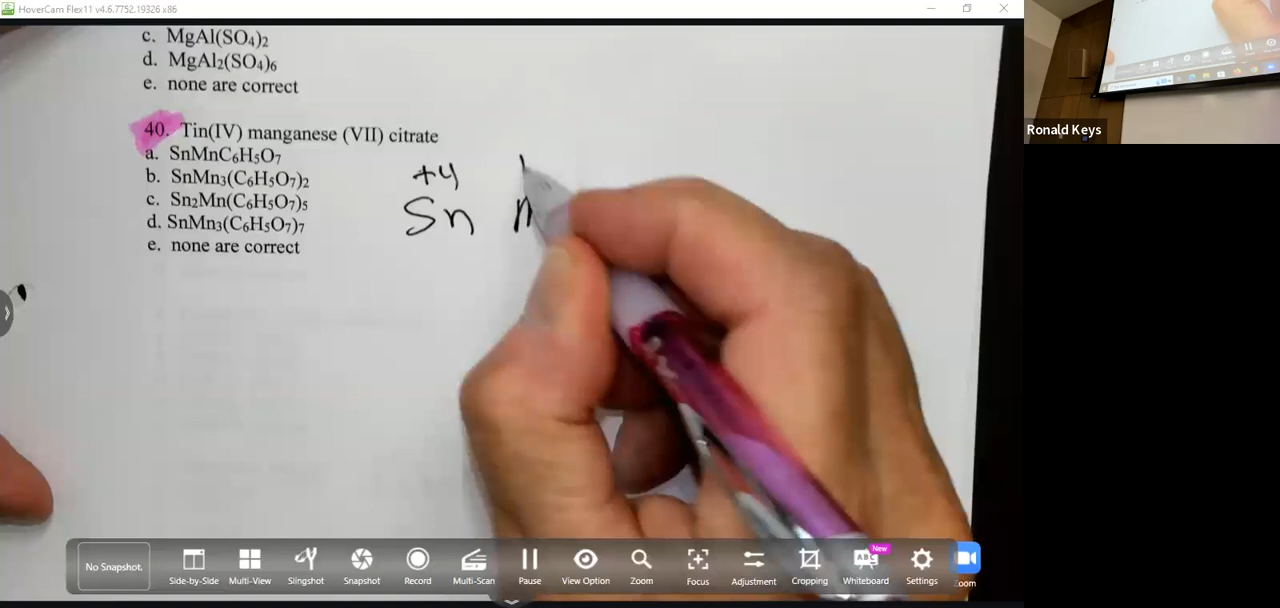 HoverCam Flex11 v4.6.7752.19326 x86
c. MgAl(SO4)2
d. MgAl2(SO4)6
e. none are correct
40. Tin(IV) manganese (VII) citrate
a. SnMnC6H5O7
b. SnMn3(C6H5O7)2
c. Sn2Mn(C6H5O7)5
d. SnMn3(C6H5O7)7
e. none are correct
+4
Sn
Ronald Keys
No Snapshot.
Side-by-Side Multi-View Slingshot Snapshot Record Multi-Scan Pause View Option Zoom Focus Adjustment Cropping Whiteboard Settings Zoom
New
ABC